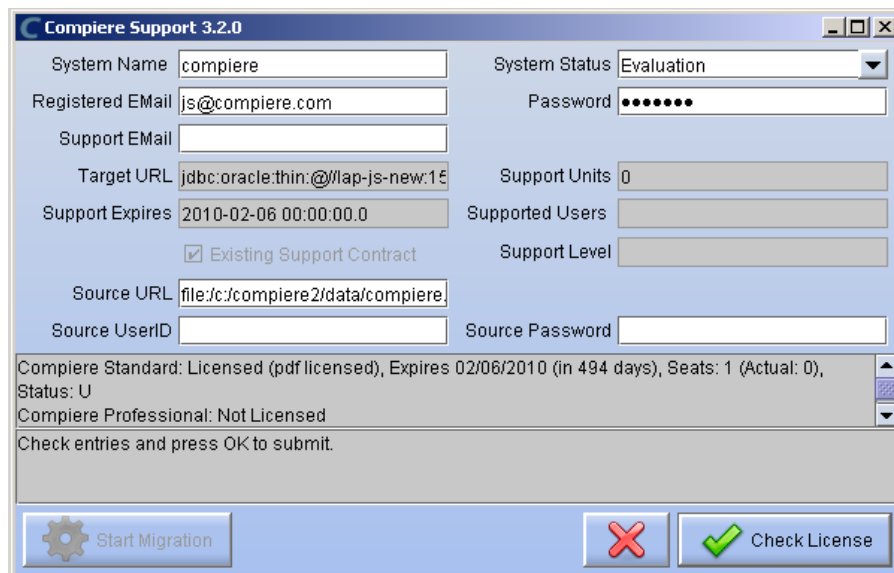 Compiere Support 3.2.0
System Name compiere System Status Evaluation
Registered EMail js@compiere.com Password •••••••
Support EMail
Target URL jdbc:oracle:thin:@//lap-js-new:15 Support Units 0
Support Expires 2010-02-06 00:00:00.0 Supported Users
Existing Support Contract Support Level
Source URL file:/c:/compiere2/data/compiere.
Source UserID Source Password
Compiere Standard: Licensed (pdf licensed), Expires 02/06/2010 (in 494 days), Seats: 1 (Actual: 0),
Status: U
Compiere Professional: Not Licensed
Check entries and press OK to submit.
Start Migration Check License